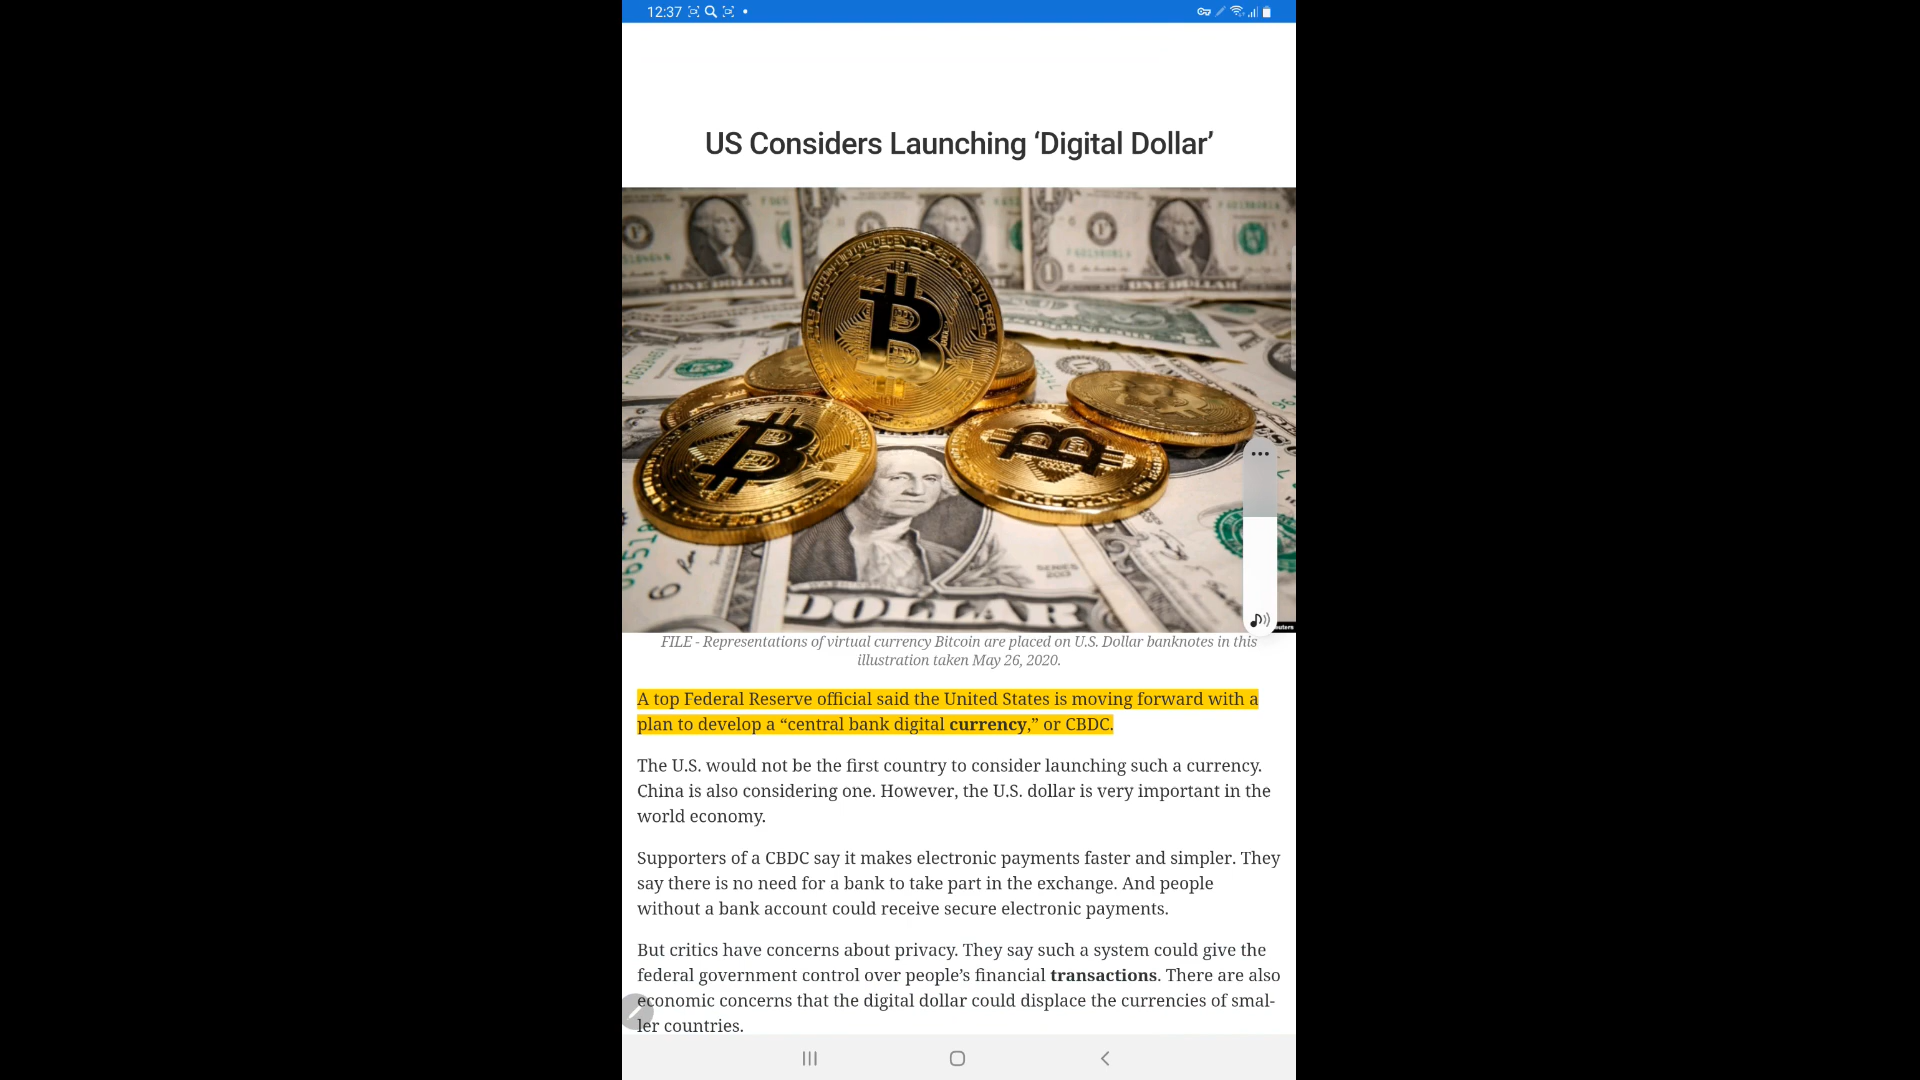 12:37
US Considers Launching ‘Digital Dollar’
ONE DOLLAR
ONE DOLLAR
SERIES
2013
DOLLAR
FILE - Representations of virtual currency Bitcoin are placed on U.S. Dollar banknotes in this
illustration taken May 26, 2020.
A top Federal Reserve official said the United States is moving forward with a
plan to develop a “central bank digital currency,” or CBDC.
The U.S. would not be the first country to consider launching such a currency.
China is also considering one. However, the U.S. dollar is very important in the
world economy.
Supporters of a CBDC say it makes electronic payments faster and simpler. They
say there is no need for a bank to take part in the exchange. And people
without a bank account could receive secure electronic payments.
But critics have concerns about privacy. They say such a system could give the
federal government control over people’s financial transactions. There are also
economic concerns that the digital dollar could displace the currencies of smal-
ler countries.